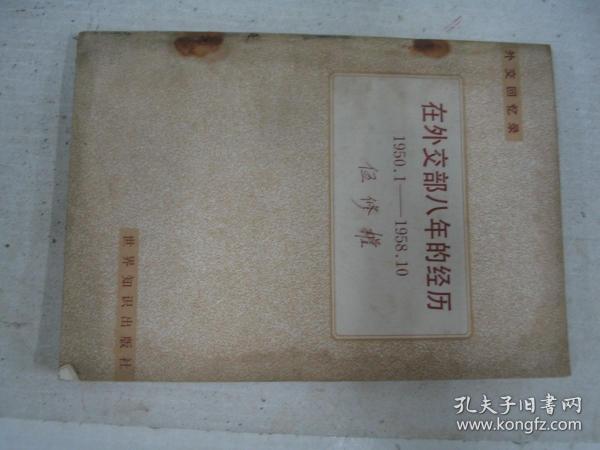 外交回忆录
在外交部八年的经历
1950.1——1958.10
伍修权
世界知识出版社
孔夫子旧书网
www.kongfz.com